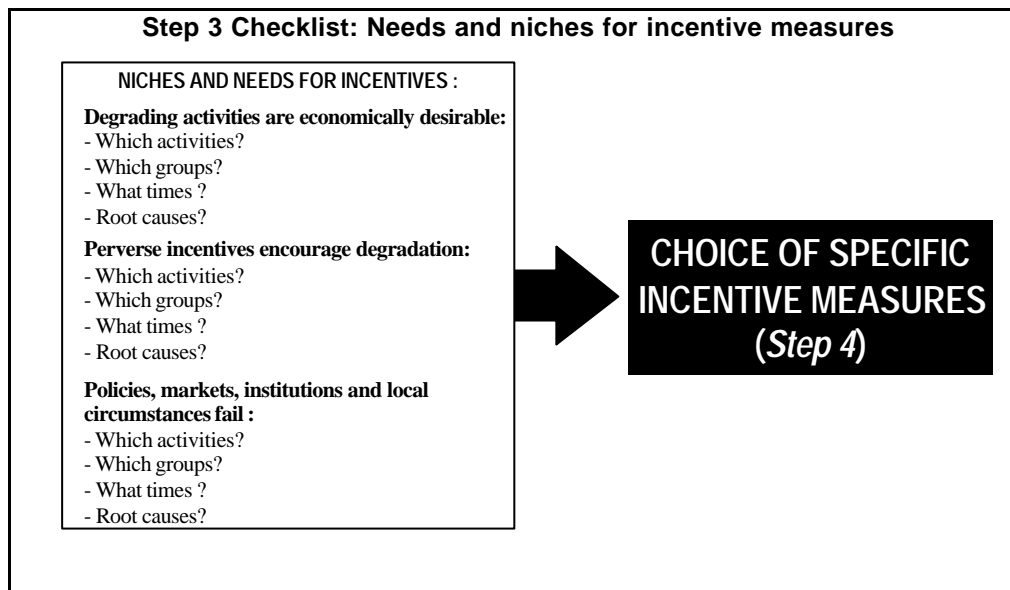 Step 3 Checklist: Needs and niches for incentive measures
NICHES AND NEEDS FOR INCENTIVES :
Degrading activities are economically desirable:
- Which activities?
- Which groups?
- What times ?
- Root causes?
Perverse incentives encourage degradation:
- Which activities?
- Which groups?
- What times ?
- Root causes?
Policies, markets, institutions and local
circumstances fail :
- Which activities?
- Which groups?
- What times ?
- Root causes?
CHOICE OF SPECIFIC
INCENTIVE MEASURES
(Step 4)